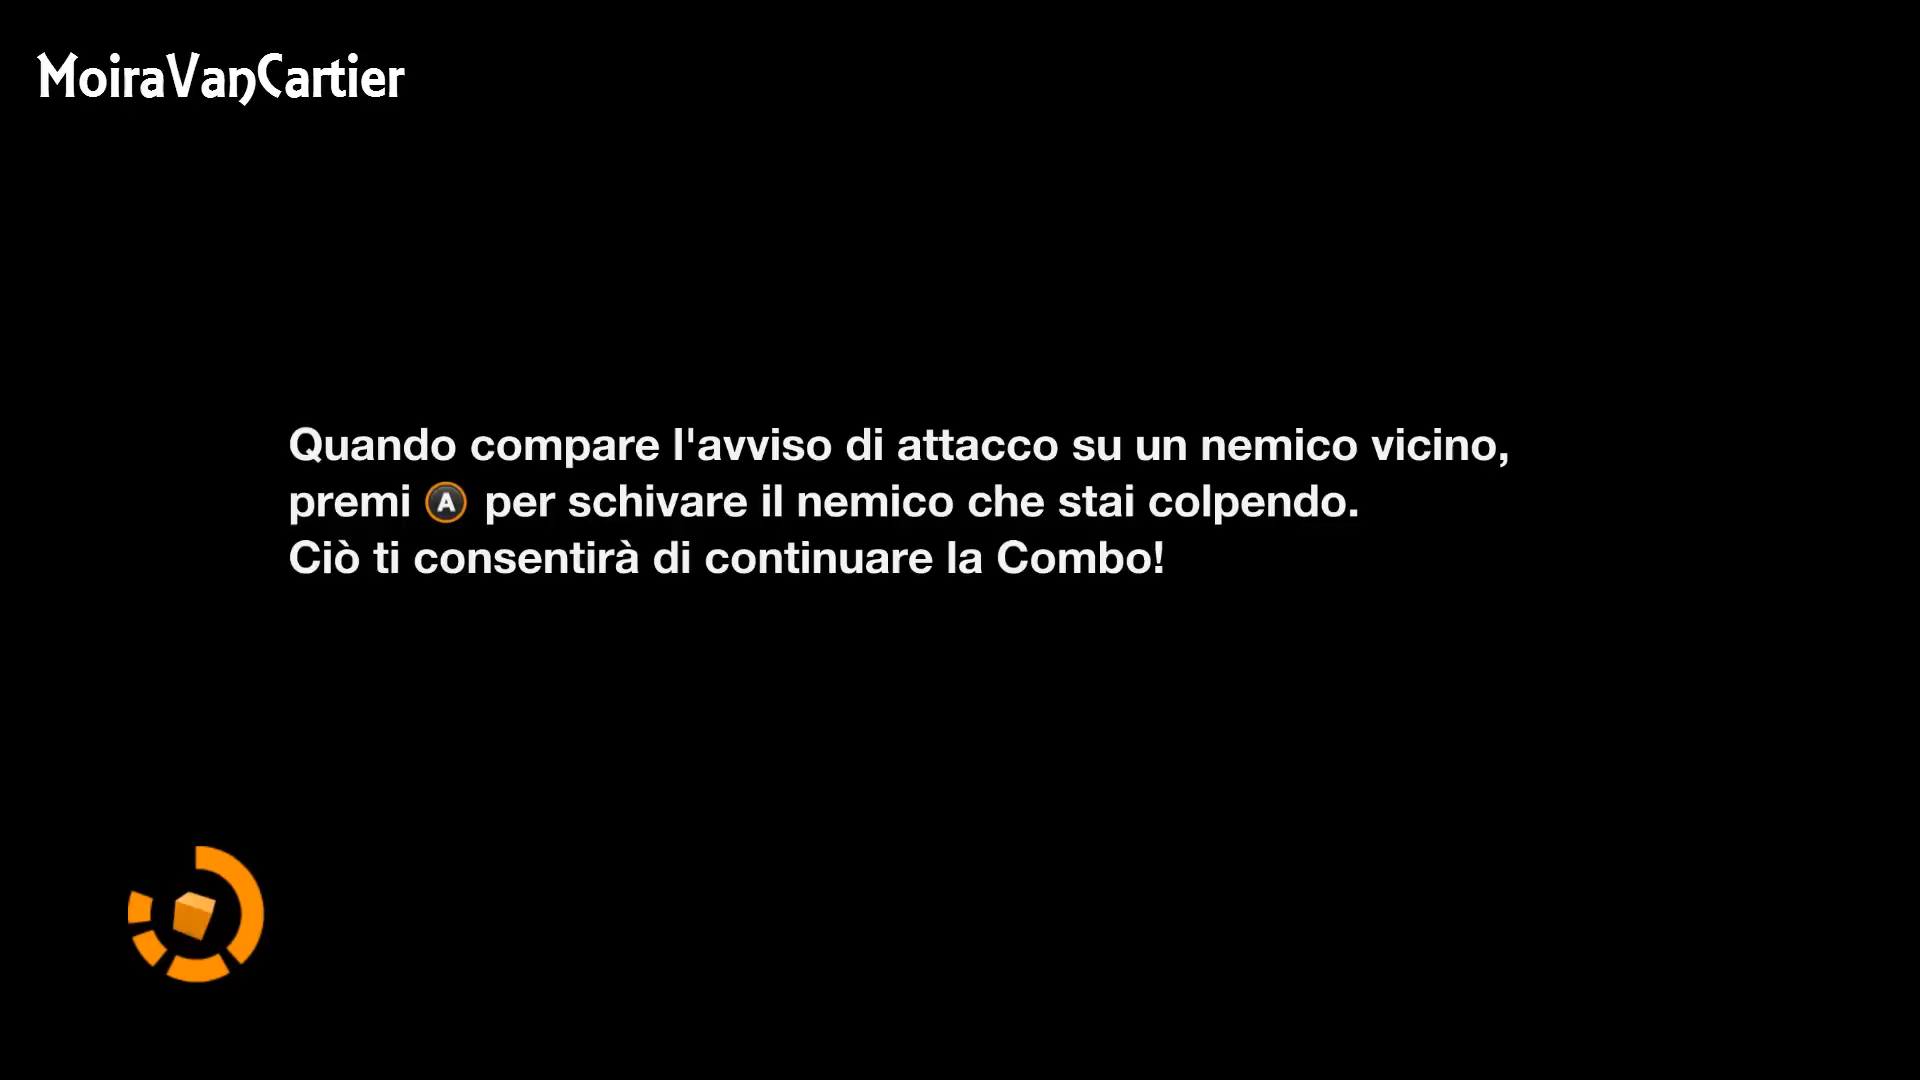 MoiraVanCartier
Quando compare l'avviso di attacco su un nemico vicino,
premi A per schivare il nemico che stai colpendo.
Ciò ti consentirà di continuare la Combo!